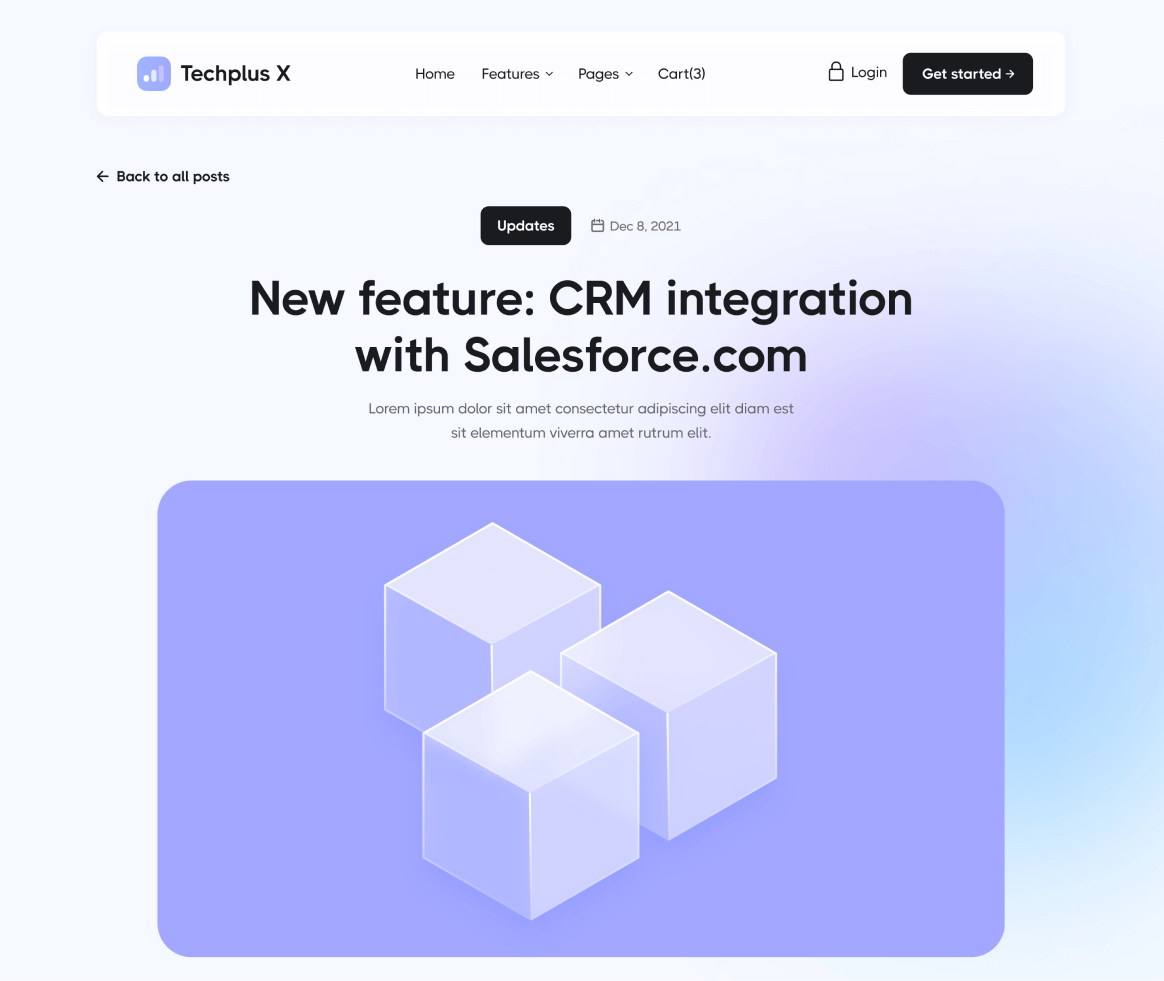 Techplus X
Home Features Pages Cart(3)
Login
Get started →
← Back to all posts
Updates
Dec 8, 2021
New feature: CRM integration
with Salesforce.com
Lorem ipsum dolor sit amet consectetur adipiscing elit diam est
sit elementum viverra amet rutrum elit.